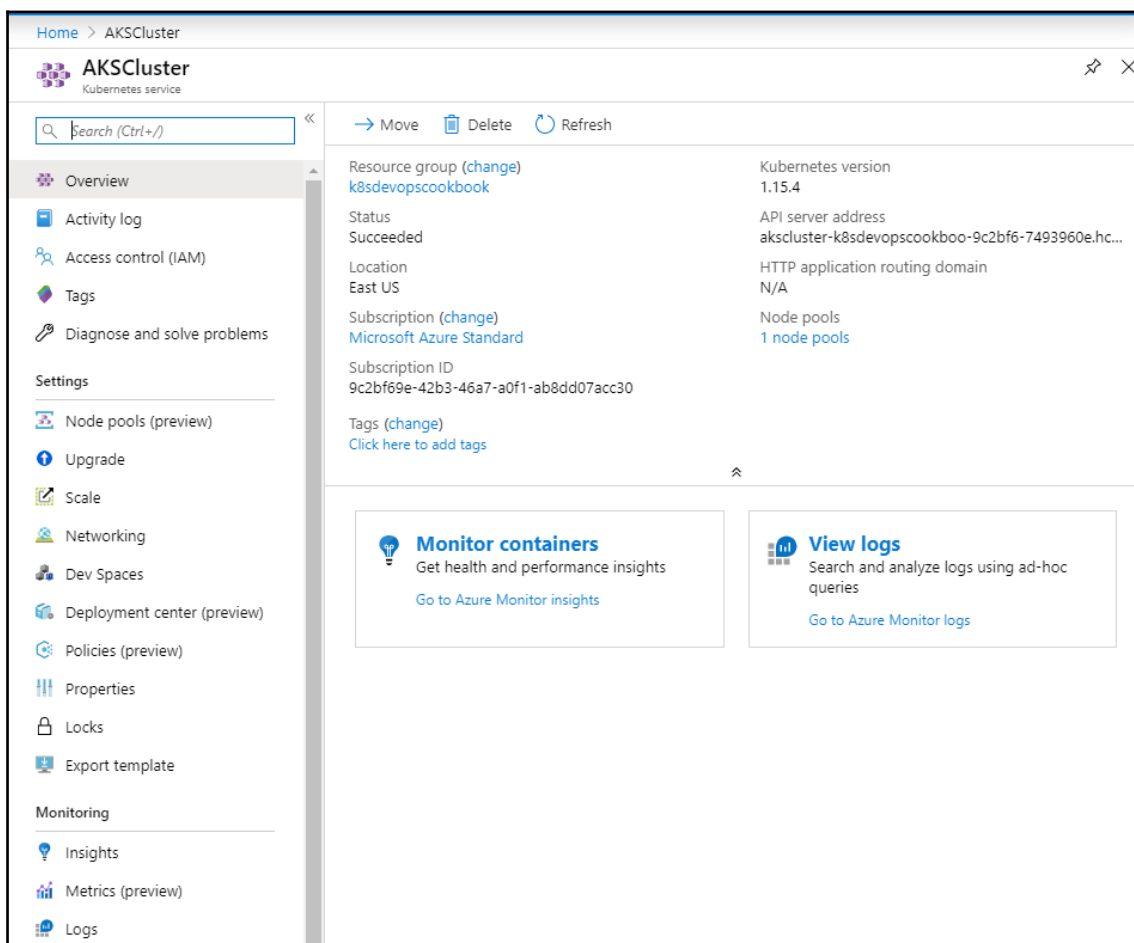 Home > AKSCluster
AKSCluster
Kubernetes service
Search (Ctrl+/)
Overview
Activity log
Access control (IAM)
Tags
Diagnose and solve problems
Settings
Node pools (preview)
Upgrade
Scale
Networking
Dev Spaces
Deployment center (preview)
Policies (preview)
Properties
Locks
Export template
Monitoring
Insights
Metrics (preview)
Logs
Move Delete Refresh
Resource group (change)
k8sdevopscookbook
Status
Succeeded
Location
East US
Subscription (change)
Microsoft Azure Standard
Subscription ID
9c2bf69e-42b3-46a7-a0f1-ab8dd07acc30
Tags (change)
Click here to add tags
Kubernetes version
1.15.4
API server address
akscluster-k8sdevopscookboo-9c2bf6-7493960e.hc...
HTTP application routing domain
N/A
Node pools
1 node pools
Monitor containers
Get health and performance insights
Go to Azure Monitor insights
View logs
Search and analyze logs using ad-hoc
queries
Go to Azure Monitor logs